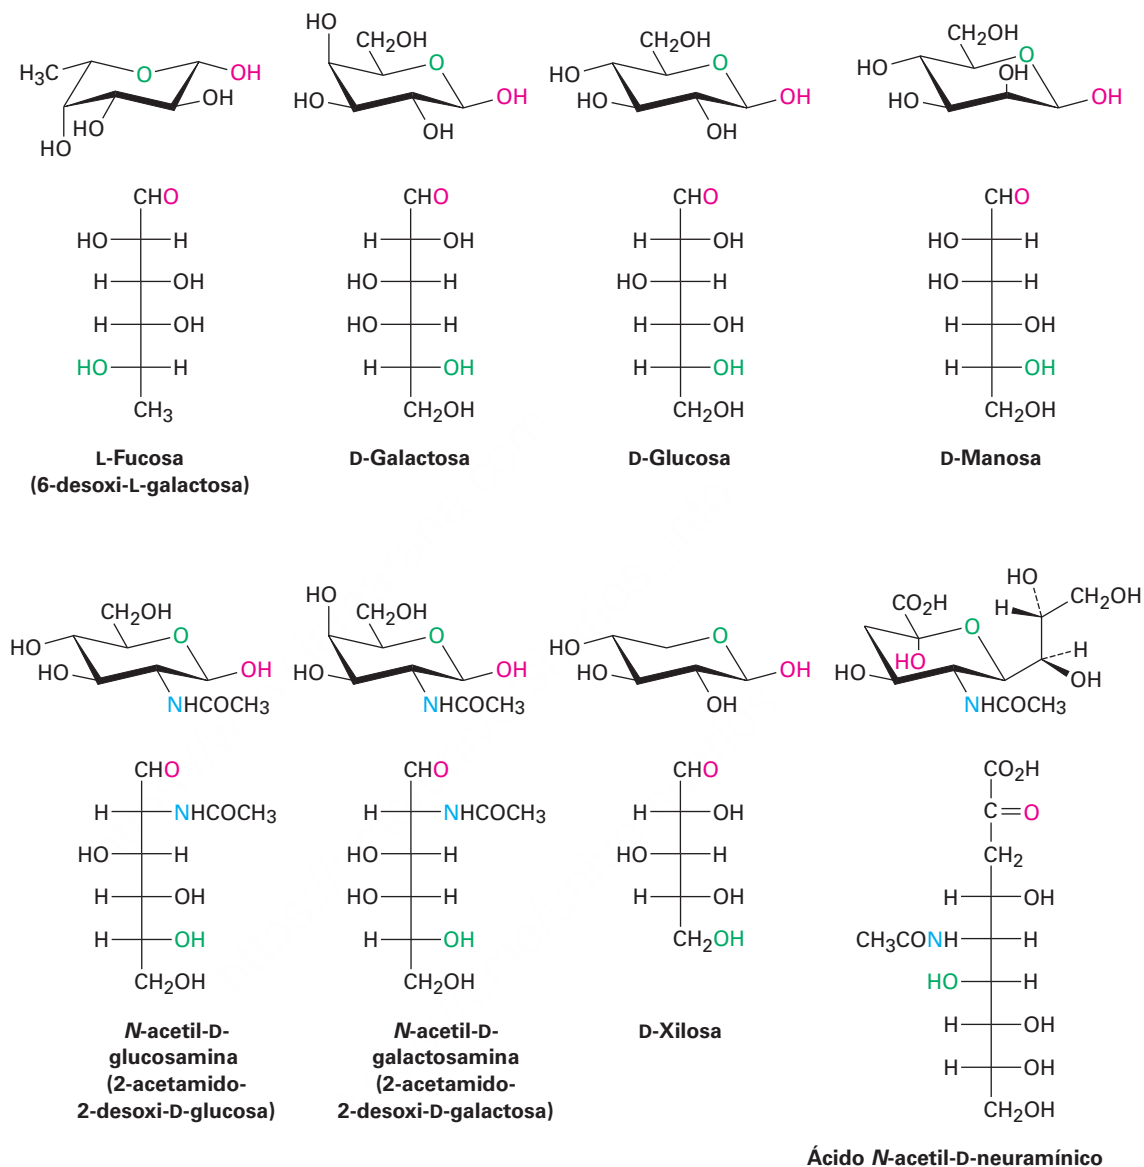 HO
HO CH₂OH
CH₂OH
CH₂OH
H₃C O OH
O
HO O
HO O
OH
HO
OH
HO OH
HO OH
HO OH
HO
HO
OH
OH
CHO
CHO
CHO
CHO
HO H
H OH
H OH
HO H
H OH
HO H
HO H
HO H
H OH
HO H
H OH
H OH
HO H
H OH
H OH
H OH
CH₃
CH₂OH
CH₂OH
CH₂OH
L-Fucosa
(6-desoxi-L-galactosa)
D-Galactosa
D-Glucosa
D-Manosa
CH₂OH
HO O
HO OH
NHCOCH₃
HO
CH₂OH
O
HO OH
NHCOCH₃
HO O
HO OH
OH
HO
CO₂H H CH₂OH
O
HO H
HO OH
NHCOCH₃
CHO
H NHCOCH₃
HO H
H OH
H OH
CH₂OH
CHO
H NHCOCH₃
HO H
HO H
H OH
CH₂OH
CHO
H OH
HO H
H OH
CH₂OH
CO₂H
C=O
CH₂
H OH
CH₃CONH H
HO H
H OH
H OH
CH₂OH
N-acetil-D-
glucosamina
(2-acetamido-
2-desoxi-D-glucosa)
N-acetil-D-
galactosamina
(2-acetamido-
2-desoxi-D-galactosa)
D-Xilosa
Ácido N-acetil-D-neuramínico